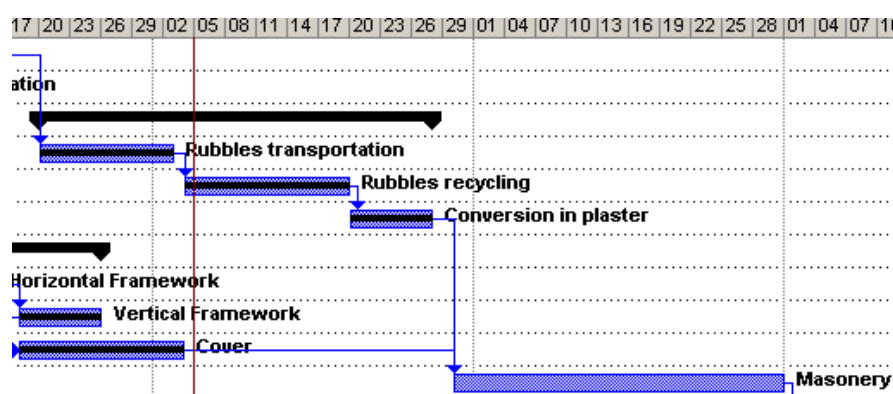 17 20 23 26 29 02 05 08 11 14 17 20 23 26 29 01 04 07 10 13 16 19 22 25 28 01 04 07
ation
Rubbles transportation
Rubbles recycling
Conversion in plaster
Horizontal Framework
Vertical Framework
Cover
Masonery